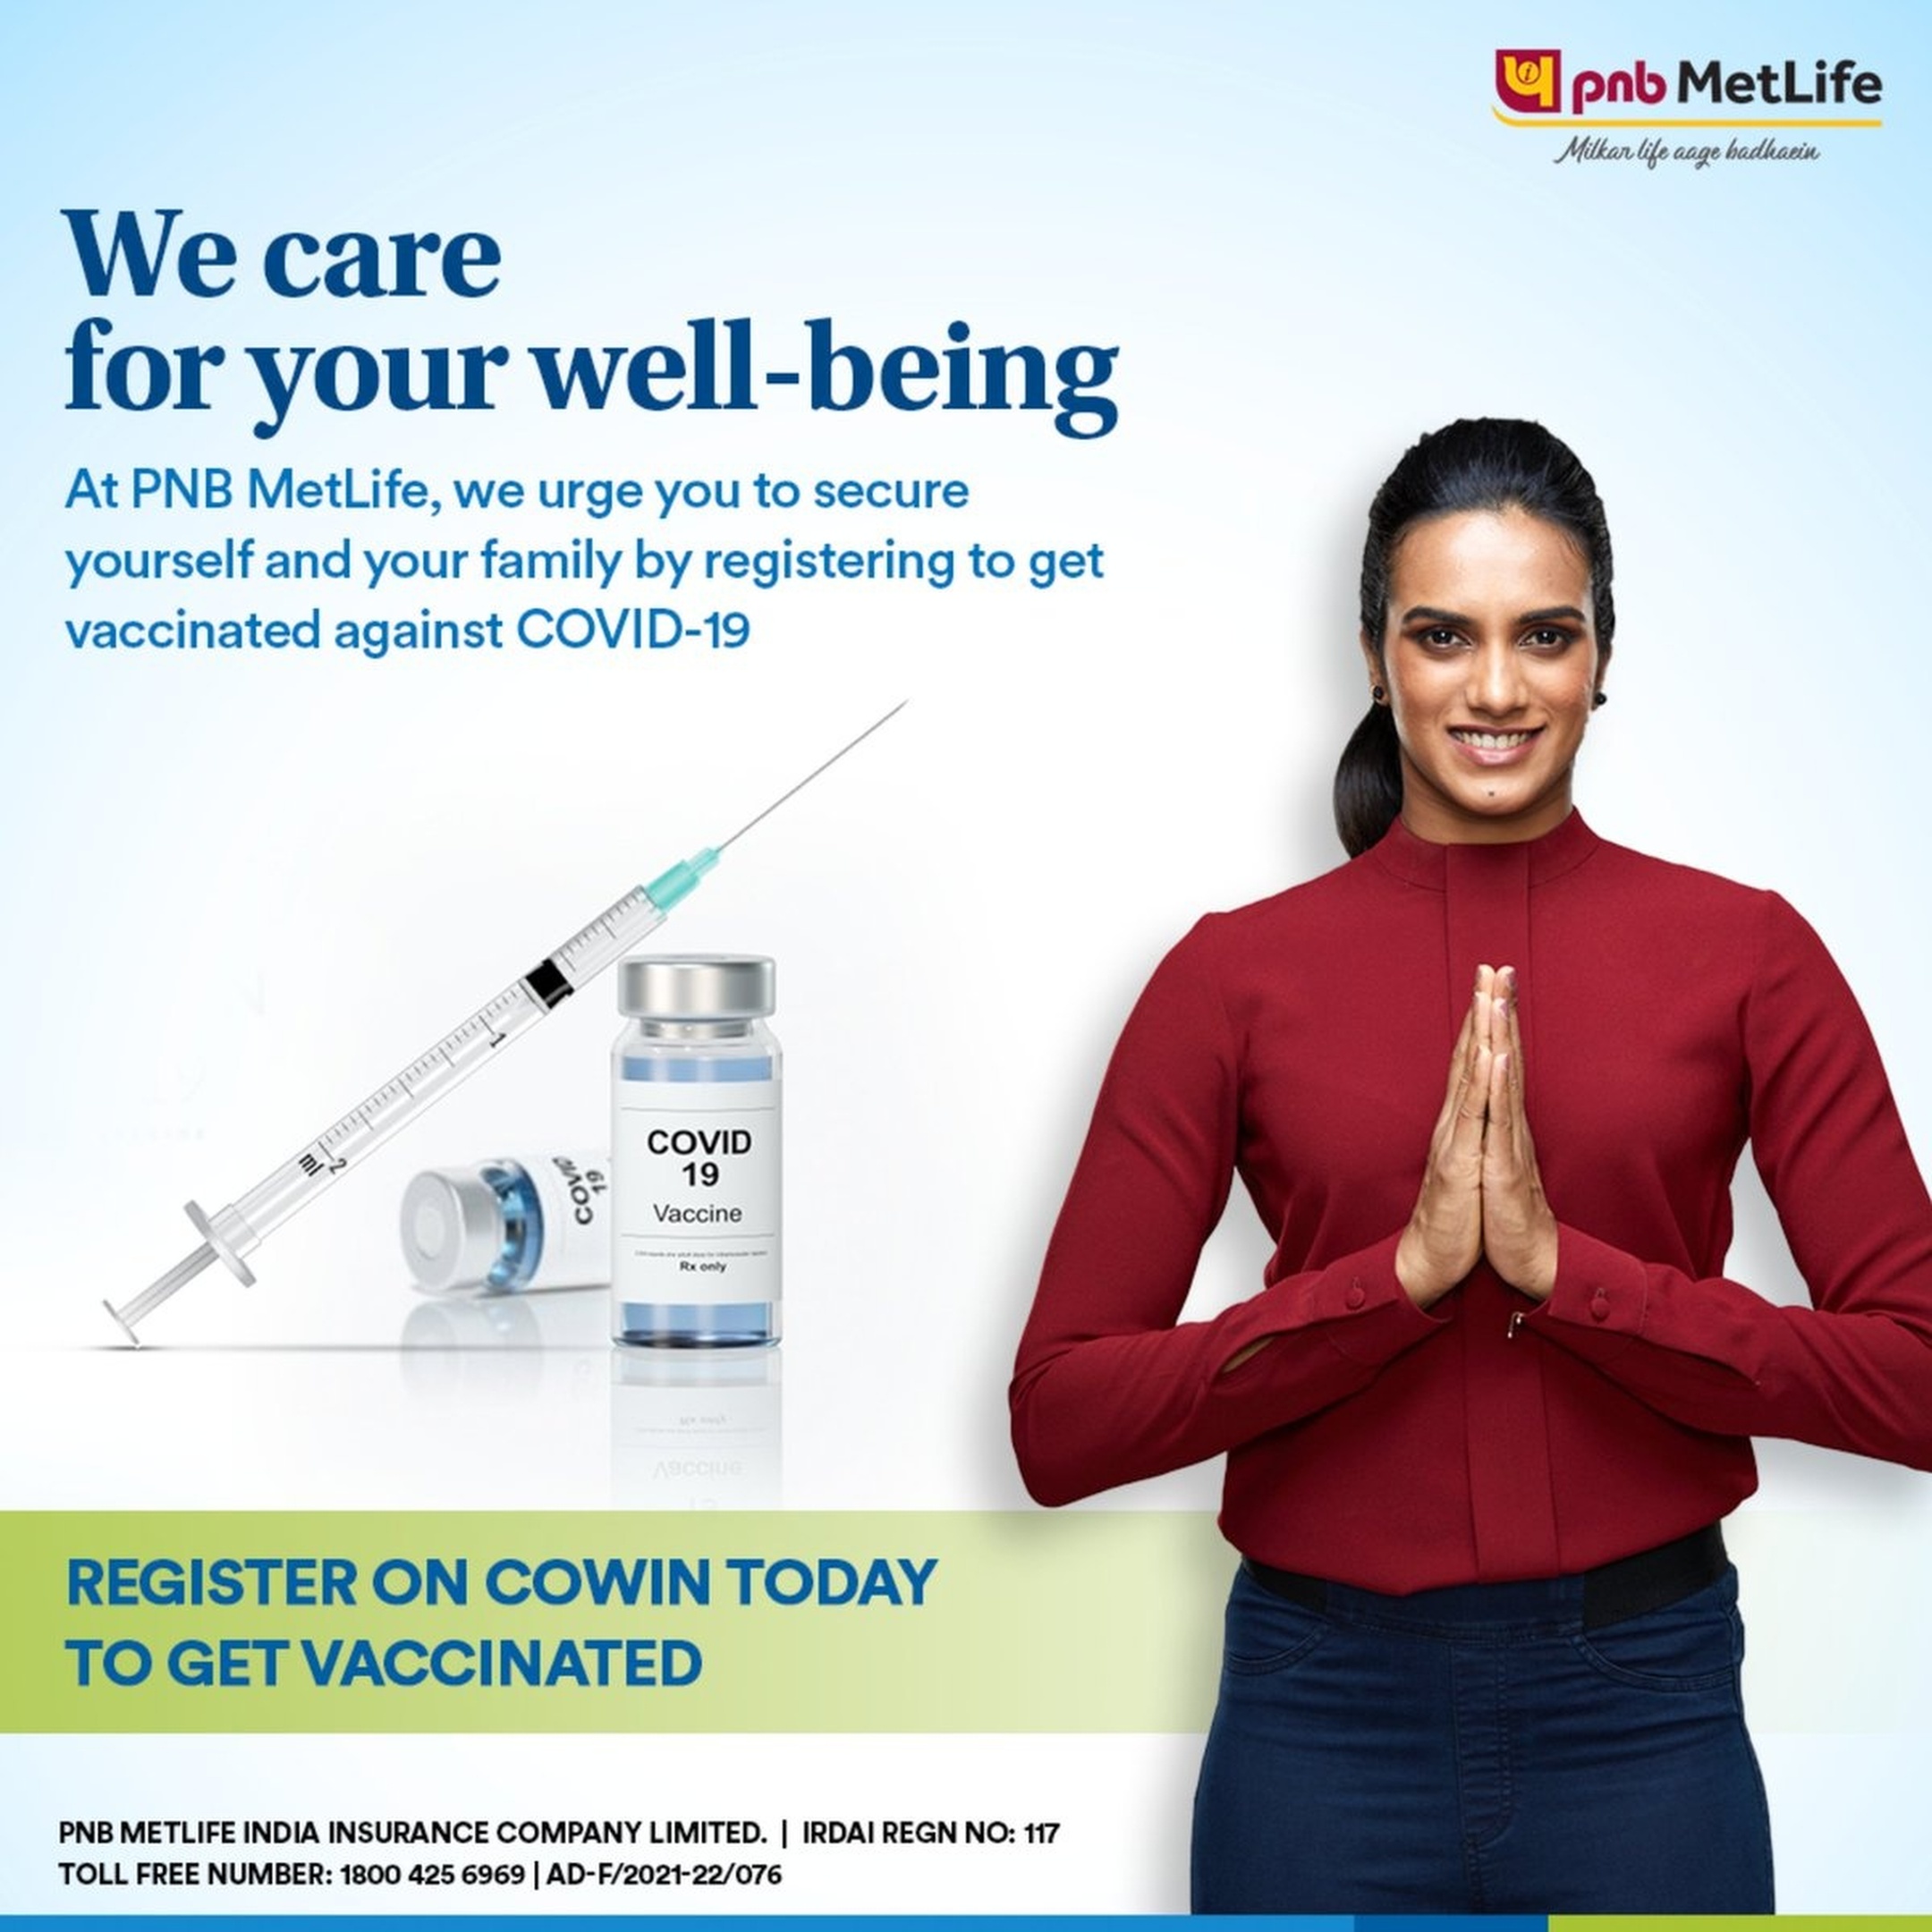 pnb MetLife
Milkar life aage badhaein
We care
for your well-being
At PNB MetLife, we urge you to secure
yourself and your family by registering to get
vaccinated against COVID-19
1
2
ml
COVID
19
COVID
19
Vaccine
Rx only
REGISTER ON COWIN TODAY
TO GET VACCINATED
PNB METLIFE INDIA INSURANCE COMPANY LIMITED. | IRDAI REGN NO: 117
TOLL FREE NUMBER: 1800 425 6969 | AD-F/2021-22/076